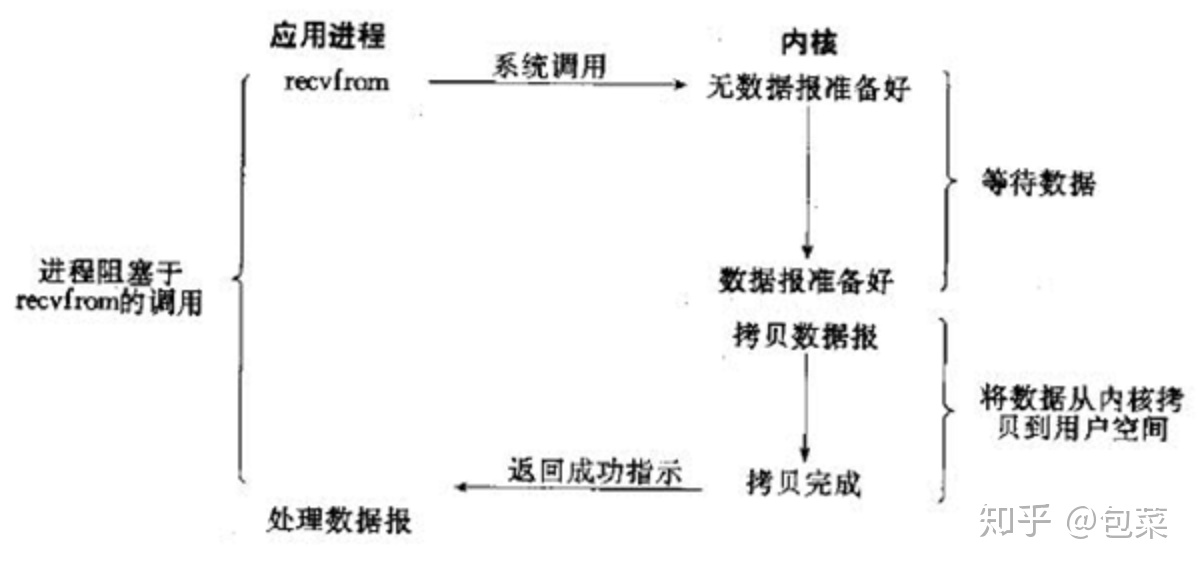 应用进程
内核
recvfrom
系统调用
无数据报准备好
等待数据
进程阻塞于
recvfrom的调用
数据报准备好
拷贝数据报
将数据从内核拷
贝到用户空间
返回成功指示
拷贝完成
处理数据报
知乎 @包菜